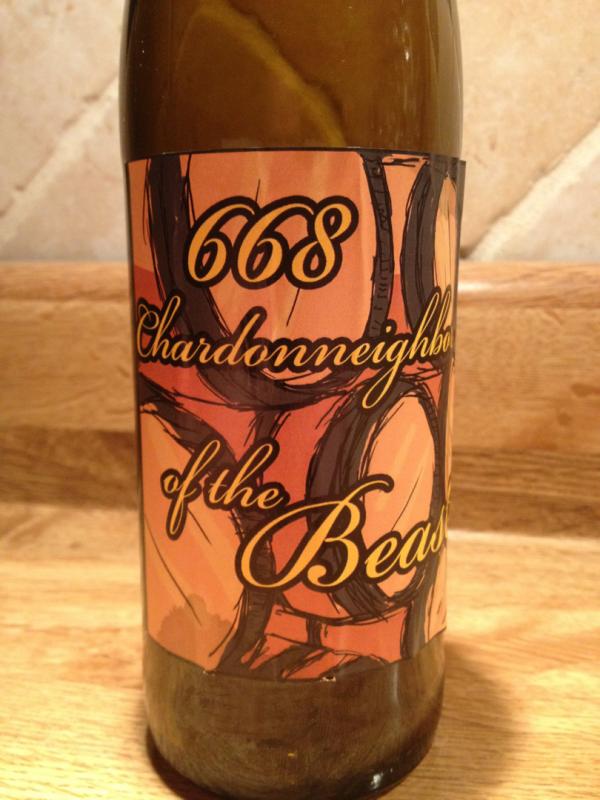 668
Chardonneighbo
of the
Beas